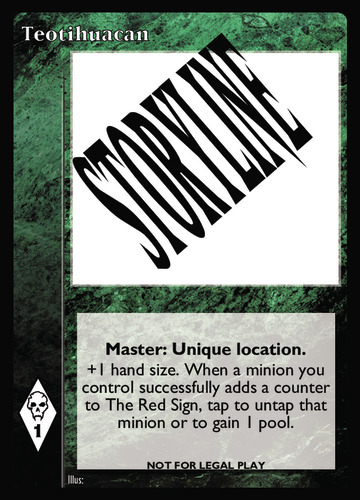 Teotihuacan
STORYLINE
Master: Unique location.
+1 hand size. When a minion you
control successfully adds a counter
to The Red Sign, tap to untap that
minion or to gain 1 pool.
1
NOT FOR LEGAL PLAY
Illus: